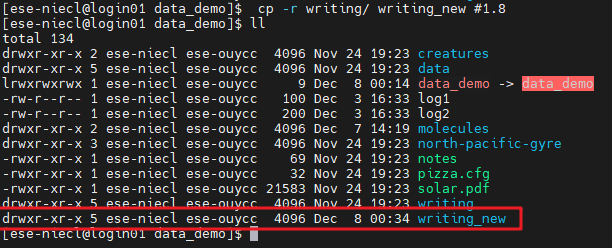 [ese-niecl@login01 data_demo]$  cp -r writing/ writing_new #1.8
[ese-niecl@login01 data_demo]$ ll
total 134
drwxr-xr-x 2 ese-niecl ese-ouycc  4096 Nov 24 19:23 creatures
drwxr-xr-x 5 ese-niecl ese-ouycc  4096 Nov 24 19:23 data
lrwxrwxrwx 1 ese-niecl ese-ouycc     9 Dec  8 00:14 data_demo -> data_demo
-rw-r--r-- 1 ese-niecl ese-ouycc   100 Dec  3 16:33 log1
-rw-r--r-- 1 ese-niecl ese-ouycc   200 Dec  3 16:33 log2
drwxr-xr-x 2 ese-niecl ese-ouycc  4096 Dec  7 14:19 molecules
drwxr-xr-x 3 ese-niecl ese-ouycc  4096 Nov 24 19:23 north-pacific-gyre
-rwxr-xr-x 1 ese-niecl ese-ouycc    69 Nov 24 19:23 notes
-rwxr-xr-x 1 ese-niecl ese-ouycc    32 Nov 24 19:23 pizza.cfg
-rwxr-xr-x 1 ese-niecl ese-ouycc 21583 Nov 24 19:23 solar.pdf
drwxr-xr-x 5 ese-niecl ese-ouycc  4096 Nov 24 19:23 writing
drwxr-xr-x 5 ese-niecl ese-ouycc  4096 Dec  8 00:34 writing_new
[ese-niecl@login01 data_demo]$